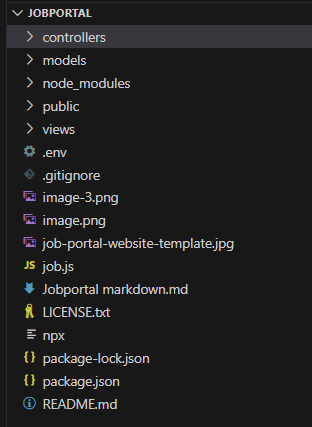 JOBPORTAL
controllers
models
node_modules
public
views
.env
.gitignore
image-3.png
image.png
job-portal-website-template.jpg
JS job.js
Jobportal markdown.md
LICENSE.txt
npx
{ } package-lock.json
{ } package.json
README.md